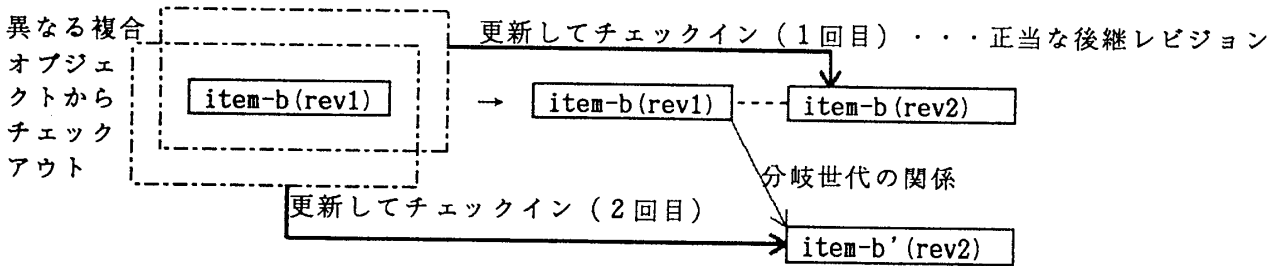 異なる複合
オブジェ
クトから
チェック
アウト
更新してチェックイン(1回目)・・・正当な後継レビジョン
item-b(rev1)
→
item-b(rev1)
item-b(rev2)
分岐世代の関係
更新してチェックイン(2回目)
item-b'(rev2)